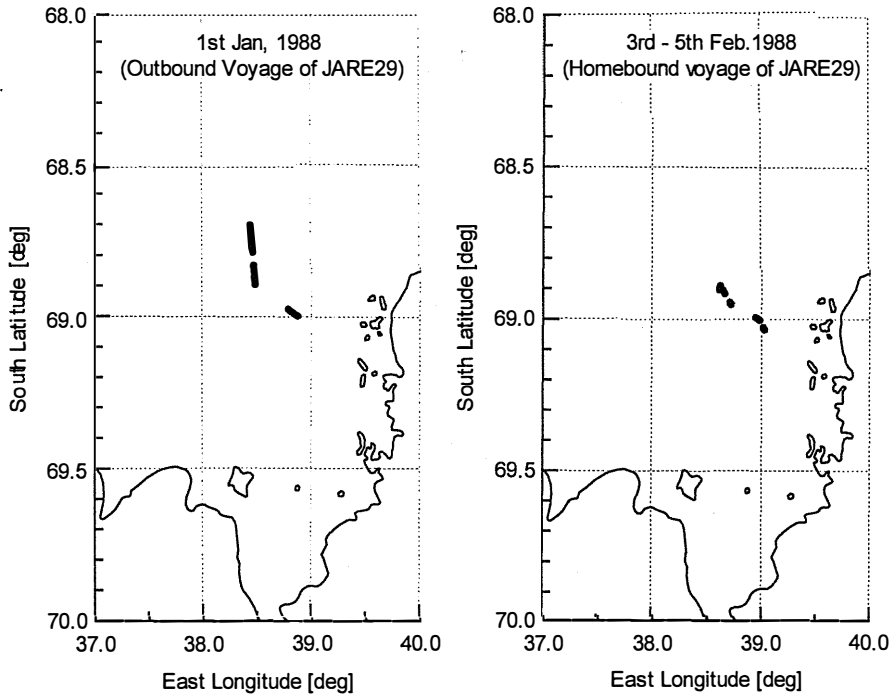 1st Jan, 1988
(Outbound Voyage of JARE29)
68.0
68.5
69.0
69.5
70.0
South Latitude [deg]
37.0 38.0 39.0 40.0
East Longitude [deg]
3rd - 5th Feb.1988
(Homebound voyage of JARE29)
68.0
68.5
69.0
69.5
70.0
South Latitude [deg]
37.0 38.0 39.0 40.0
East Longitude [deg]